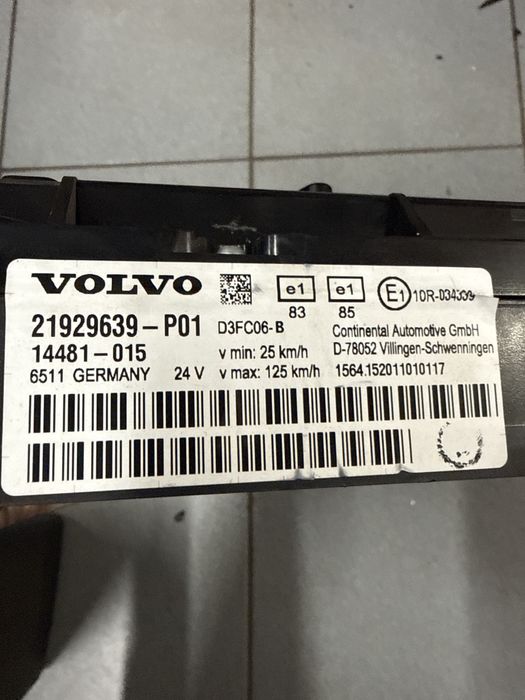 VOLVO
e1 e1 E1 10R-034339
83 85
21929639-P01 D3FC06-B Continental Automotive GmbH
14481-015 v min: 25 km/h D-78052 Villingen-Schwenningen
6511 GERMANY 24 V v max: 125 km/h 1564.152011010117